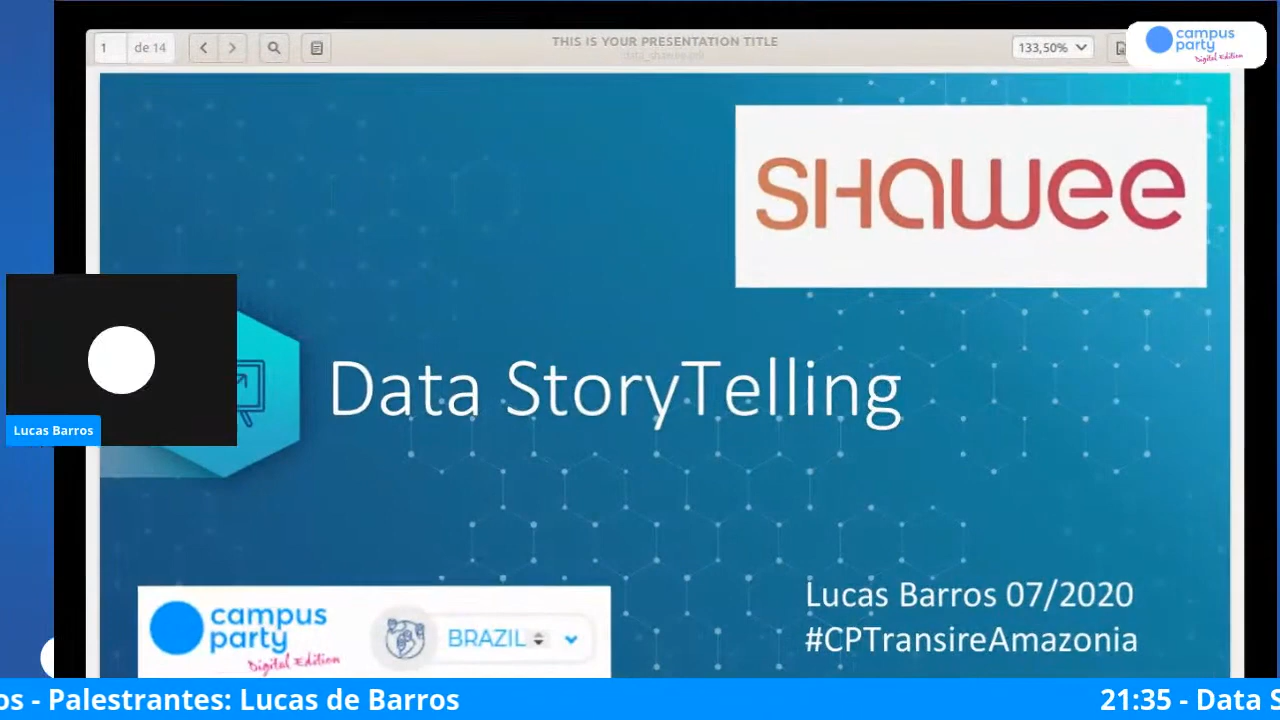 1 de 14
THIS IS YOUR PRESENTATION TITLE
133,50%
campus
party
Digital Edition
SHAWEE
Lucas Barros
Data StoryTelling
campus
party
Digital Edition
BRAZIL
Lucas Barros 07/2020
#CPTransireAmazonia
os - Palestrantes: Lucas de Barros
21:35 - Data S